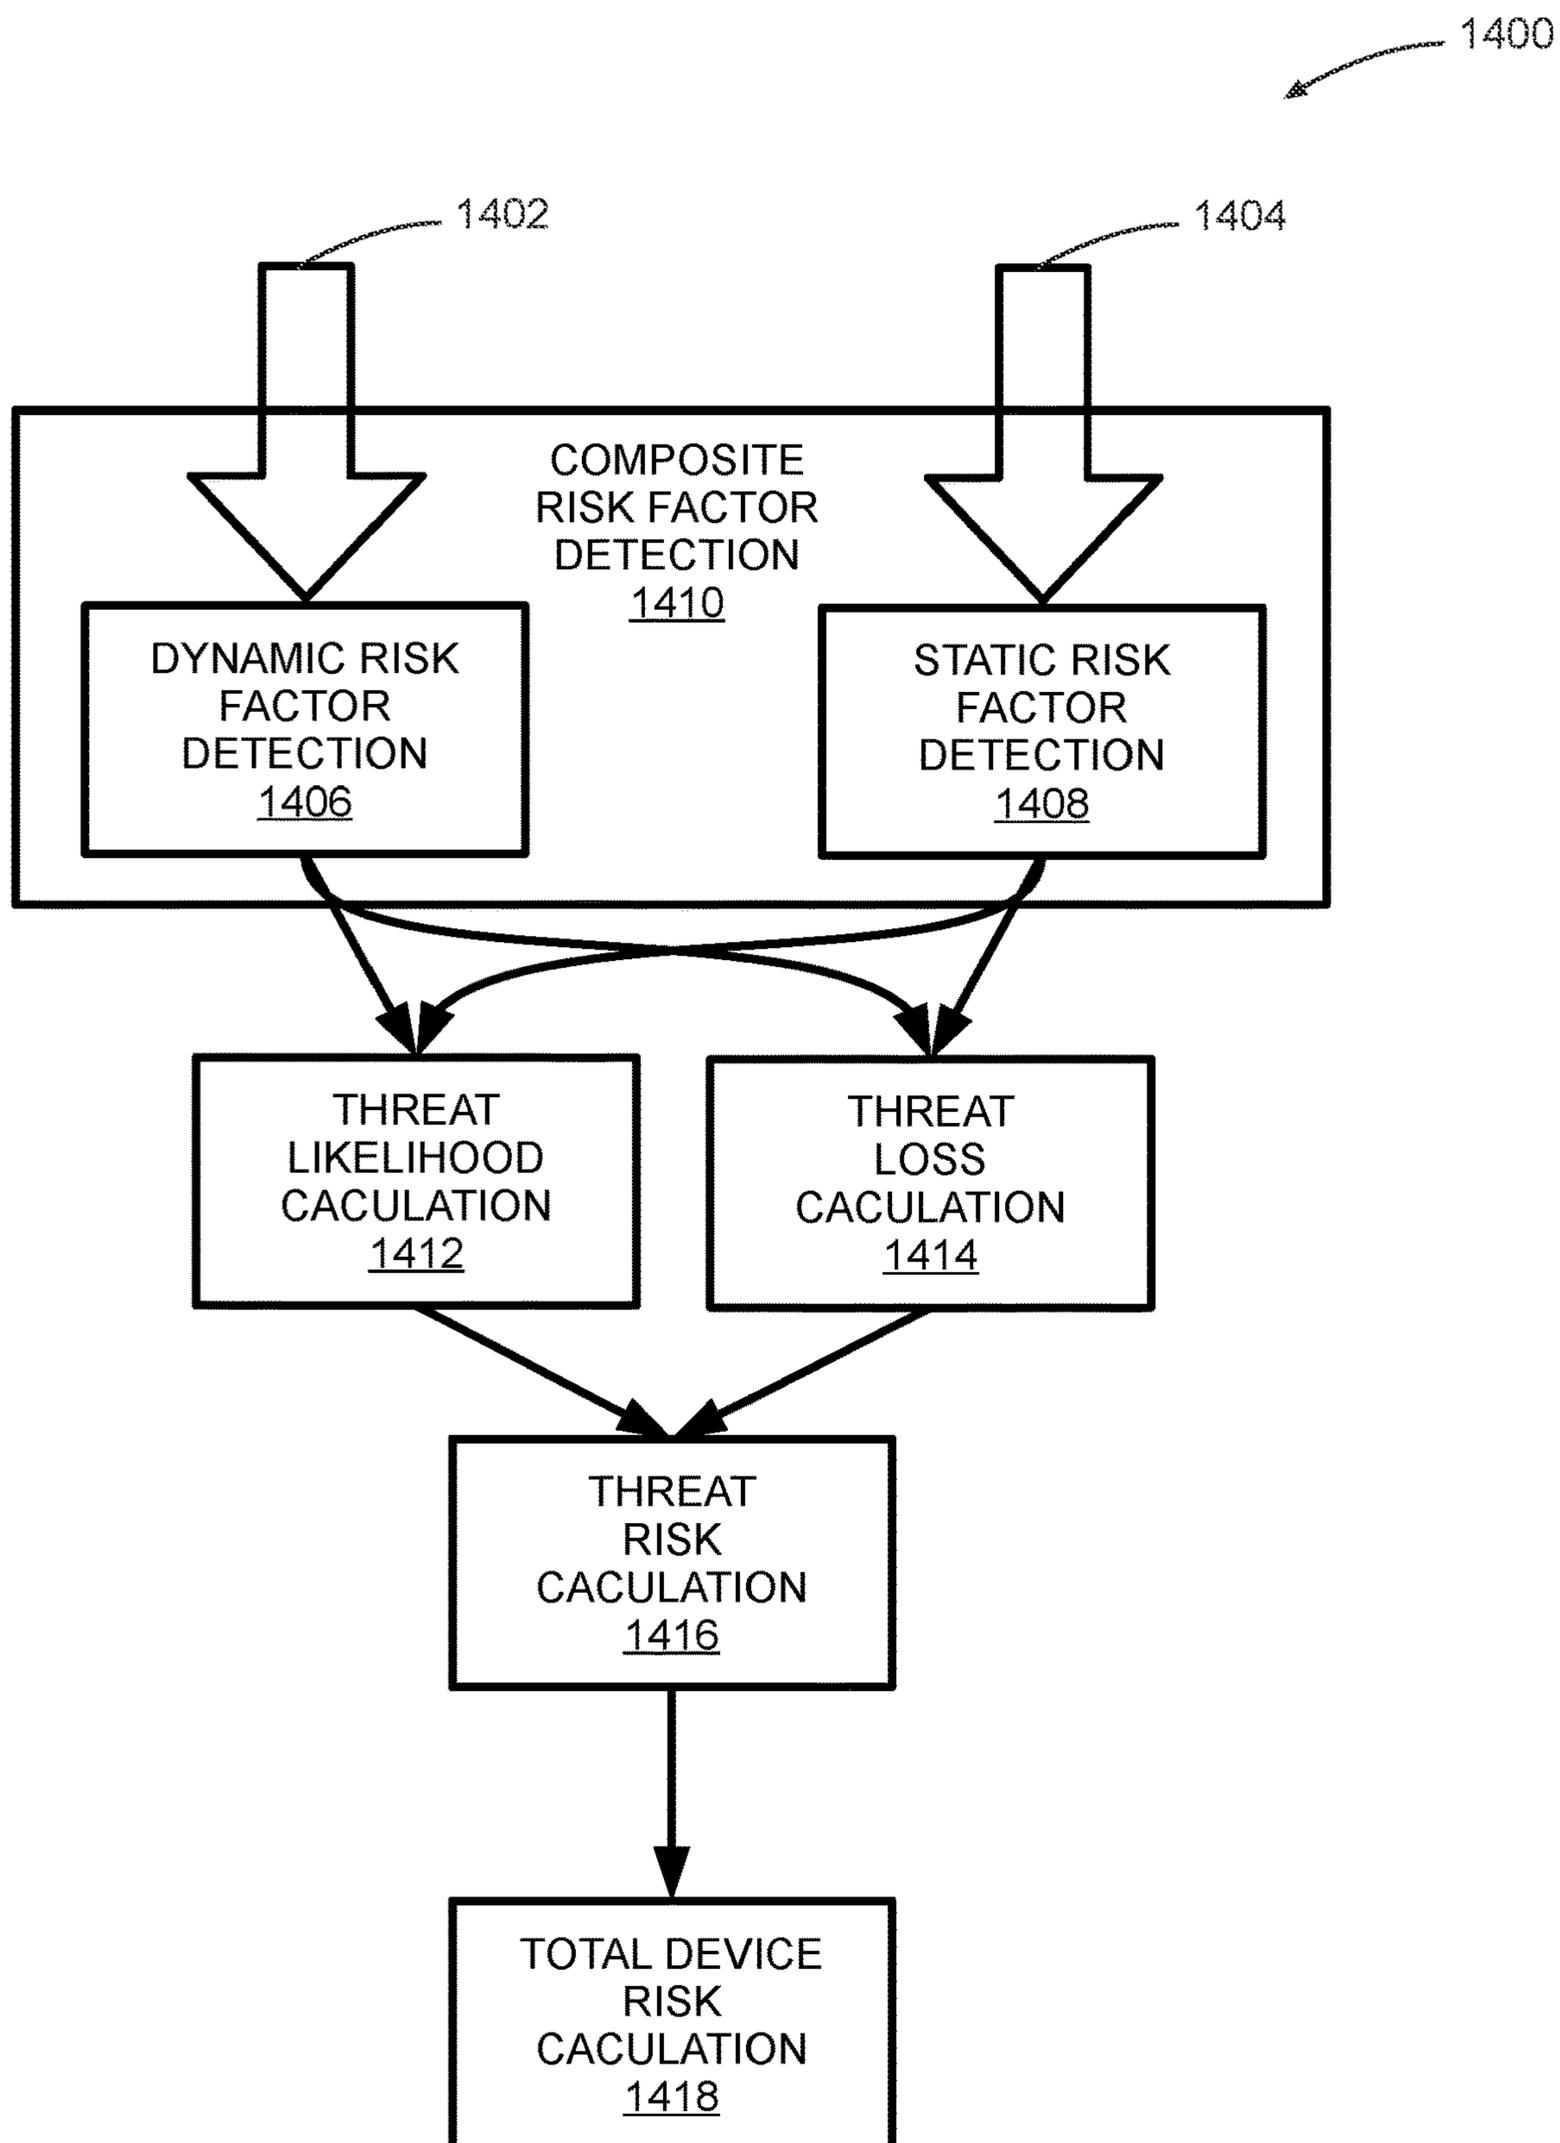 1400
1402
1404
COMPOSITE
RISK FACTOR
DETECTION
1410
DYNAMIC RISK
FACTOR
DETECTION
1406
STATIC RISK
FACTOR
DETECTION
1408
THREAT
LIKELIHOOD
CACULATION
1412
THREAT
LOSS
CACULATION
1414
THREAT
RISK
CACULATION
1416
TOTAL DEVICE
RISK
CACULATION
1418